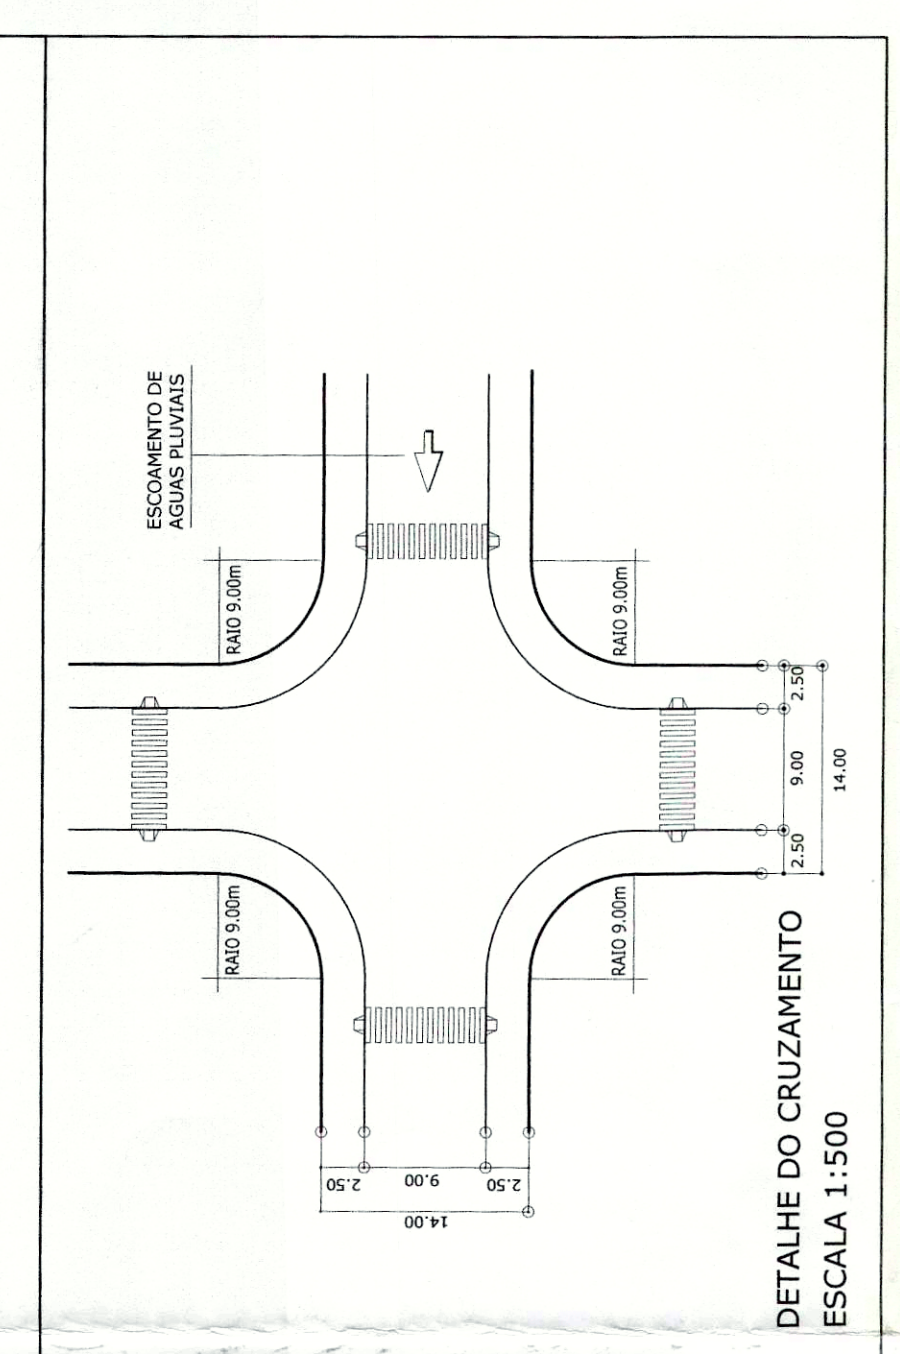 ESCOAMENTO DE
AGUAS PLUVIAIS
RAIO 9.00m
RAIO 9.00m
RAIO 9.00m
RAIO 9.00m
2.50
9.00
2.50
14.00
2.50
9.00
2.50
14.00
DETALHE DO CRUZAMENTO
ESCALA 1:500